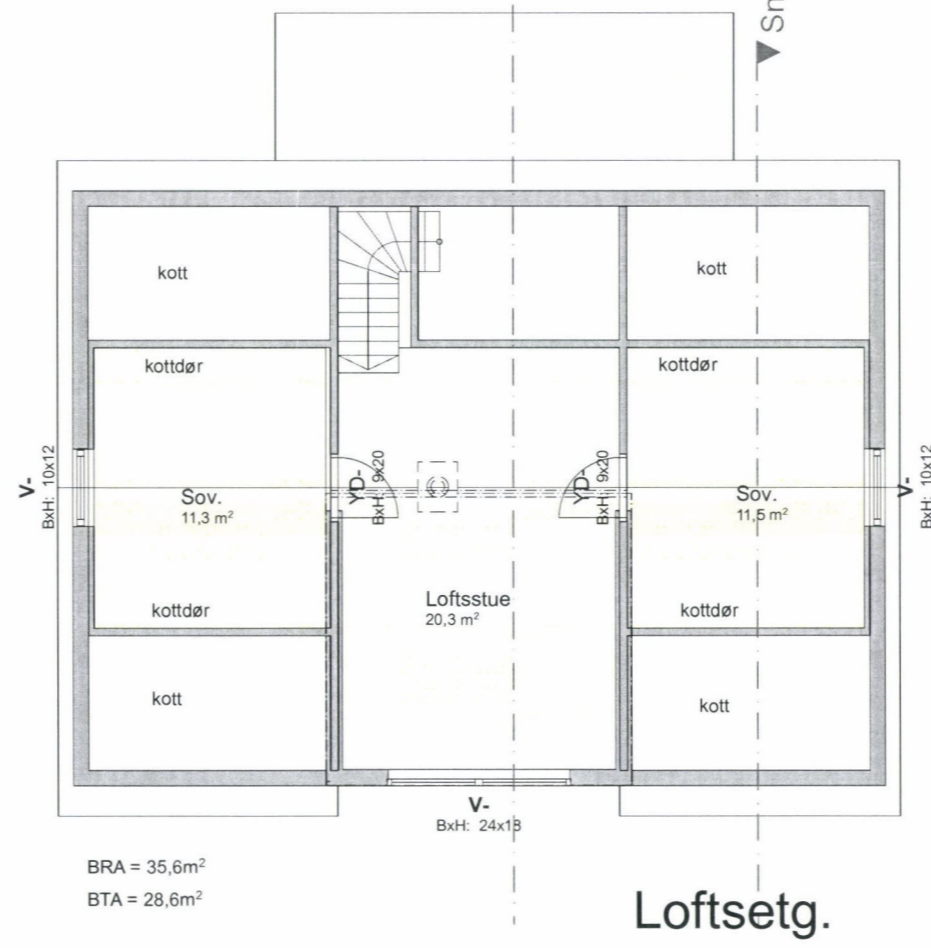 Sn
kott
kott
kottdør
kottdør
V-
BxH: 10x12
Sov.
11,3 m²
YD-
BxH: 9x20
YD-
BxH: 9x20
Sov.
11,5 m²
V-
BxH: 10x12
Loftsstue
20,3 m²
kottdør
kottdør
kott
kott
V-
BxH: 24x18
BRA = 35,6m²
BTA = 28,6m²
Loftsetg.